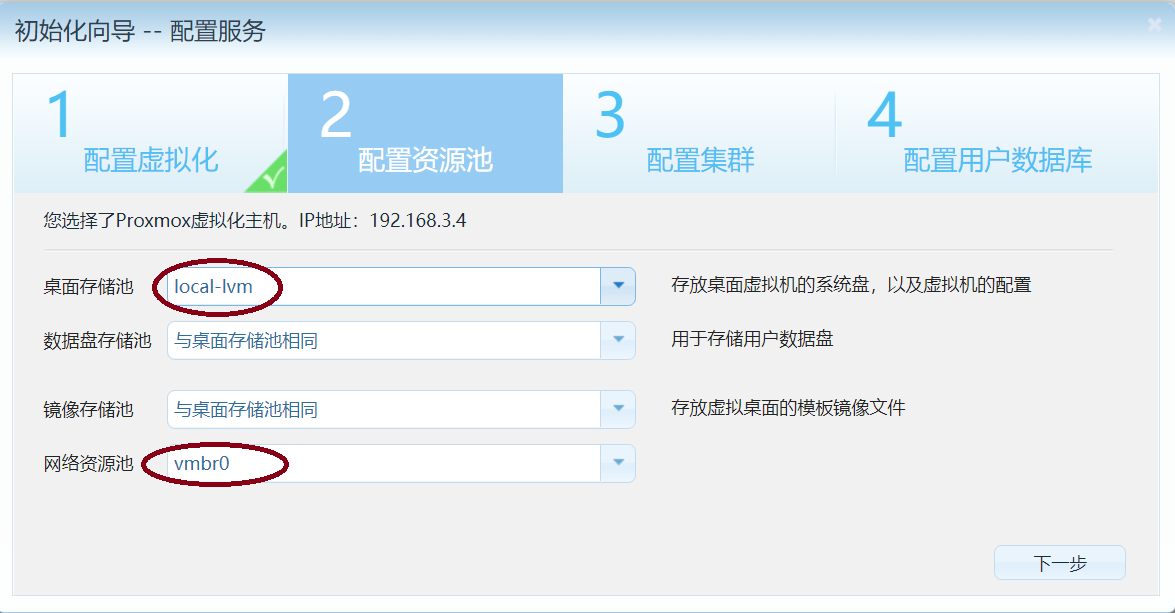 初始化向导 -- 配置服务
1
配置虚拟化
2
配置资源池
3
配置集群
4
配置用户数据库
您选择了Proxmox虚拟化主机。IP地址：192.168.3.4
桌面存储池 local-lvm 存放桌面虚拟机的系统盘，以及虚拟机的配置
数据盘存储池 与桌面存储池相同 用于存储用户数据盘
镜像存储池 与桌面存储池相同 存放虚拟桌面的模板镜像文件
网络资源池 vmbr0
下一步